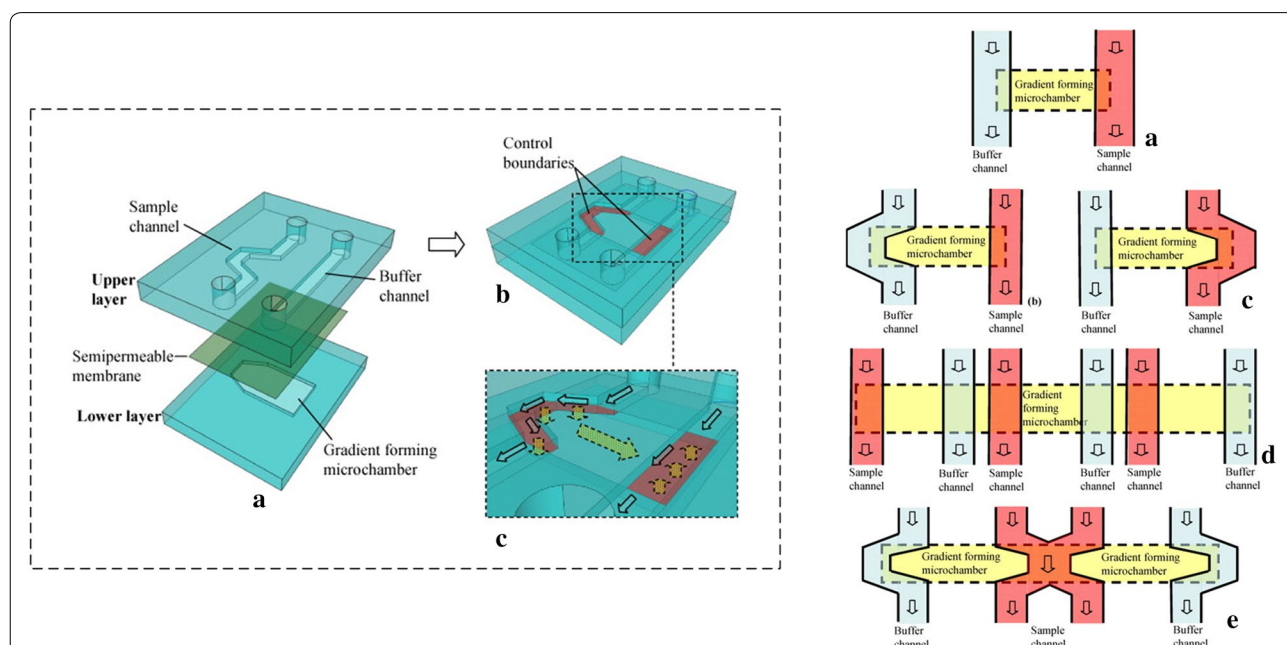 Sample
channel
Upper
layer
Buffer
channel
Semipermeable
membrane
Lower layer
Gradient forming
microchamber
a
Control
boundaries
b
c
Gradient forming
microchamber
Buffer
channel
Sample
channel
a
Gradient forming
microchamber
Buffer
channel
Sample
channel
(b)
Gradient forming
microchamber
Buffer
channel
Sample
channel
c
Gradient
forming
microchamber
Sample
channel
Buffer
channel
Sample
channel
Buffer
channel
Sample
channel
Buffer
channel
d
Gradient forming
microchamber
Gradient forming
microchamber
Buffer
channel
Sample
channel
Buffer
channel
e